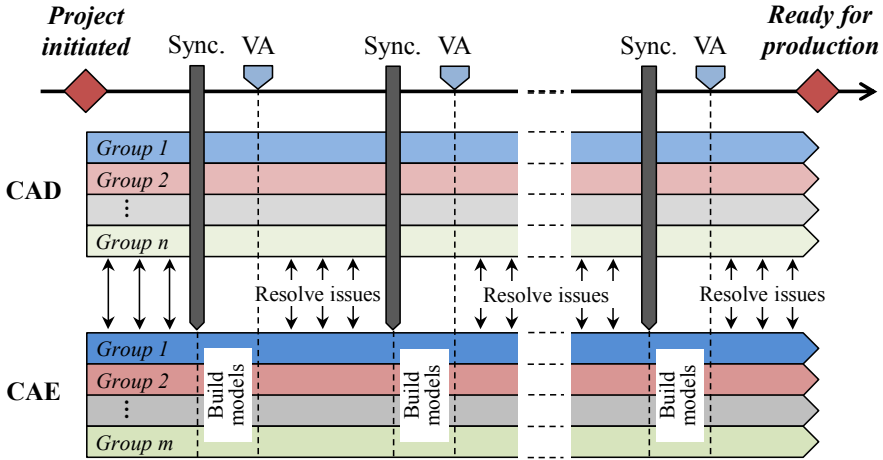 Project
initiated
Sync.
VA
Sync.
VA
Sync.
VA
Ready for
production
CAD
Group 1
Group 2
⋮
Group n
Resolve issues
Resolve issues
Resolve issues
CAE
Group 1
Group 2
⋮
Group m
Build
models
Build
models
Build
models